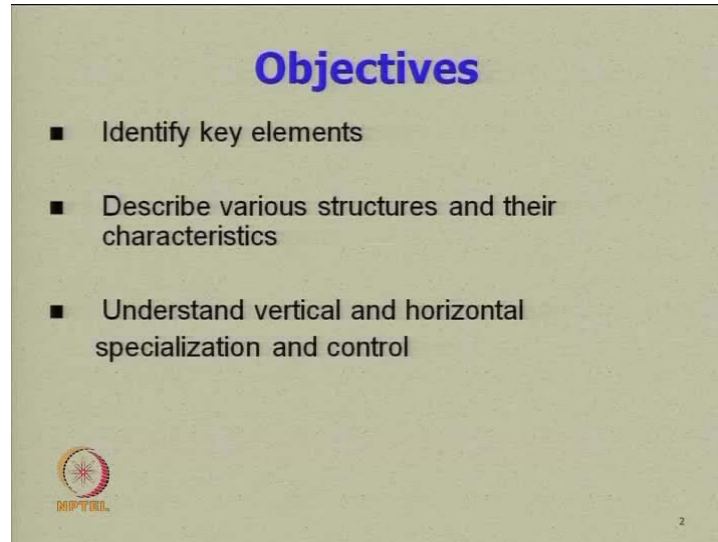 Objectives
■ Identify key elements
■ Describe various structures and their
characteristics
■ Understand vertical and horizontal
specialization and control
NPTEL
2